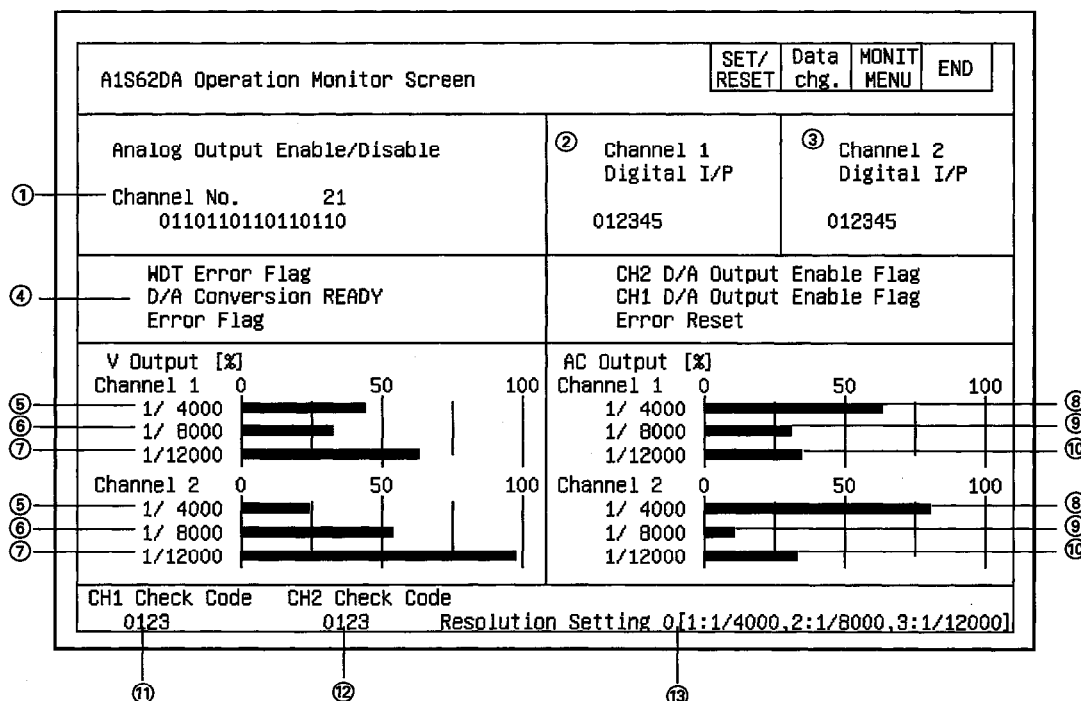 A1S62DA Operation Monitor Screen
SET/ RESET
Data chg.
MONIT MENU
END
Analog Output Enable/Disable
① Channel No. 21
0110110110110110
② Channel 1
Digital I/P
012345
③ Channel 2
Digital I/P
012345
WDT Error Flag
④ D/A Conversion READY
Error Flag
CH2 D/A Output Enable Flag
CH1 D/A Output Enable Flag
Error Reset
V Output [%]
Channel 1 0 50 100
⑤ 1/ 4000
⑥ 1/ 8000
⑦ 1/12000
Channel 2 0 50 100
⑤ 1/ 4000
⑥ 1/ 8000
⑦ 1/12000
AC Output [%]
Channel 1 0 50 100
1/ 4000 ⑧
1/ 8000 ⑨
1/12000 ⑩
Channel 2 0 50 100
1/ 4000 ⑧
1/ 8000 ⑨
1/12000 ⑩
CH1 Check Code CH2 Check Code
0123 0123 Resolution Setting 0[1:1/4000,2:1/8000,3:1/12000]
⑪ ⑫ ⑬